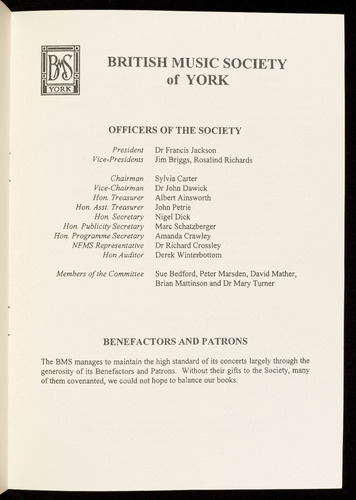 BMS
YORK
BRITISH MUSIC SOCIETY
of YORK
OFFICERS OF THE SOCIETY
President Dr Francis Jackson
Vice-Presidents Jim Briggs, Rosalind Richards
Chairman Sylvia Carter
Vice-Chairman Dr John Dawick
Hon. Treasurer Albert Ainsworth
Hon. Asst. Treasurer John Petrie
Hon. Secretary Nigel Dick
Hon. Publicity Secretary Marc Schatzberger
Hon. Programme Secretary Amanda Crawley
NFMS Representative Dr Richard Crossley
Hon Auditor Derek Winterbottom
Members of the Committee Sue Bedford, Peter Marsden, David Mather,
Brian Mattinson and Dr Mary Turner
BENEFACTORS AND PATRONS
The BMS manages to maintain the high standard of its concerts largely through the
generosity of its Benefactors and Patrons. Without their gifts to the Society, many
of them covenanted, we could not hope to balance our books.